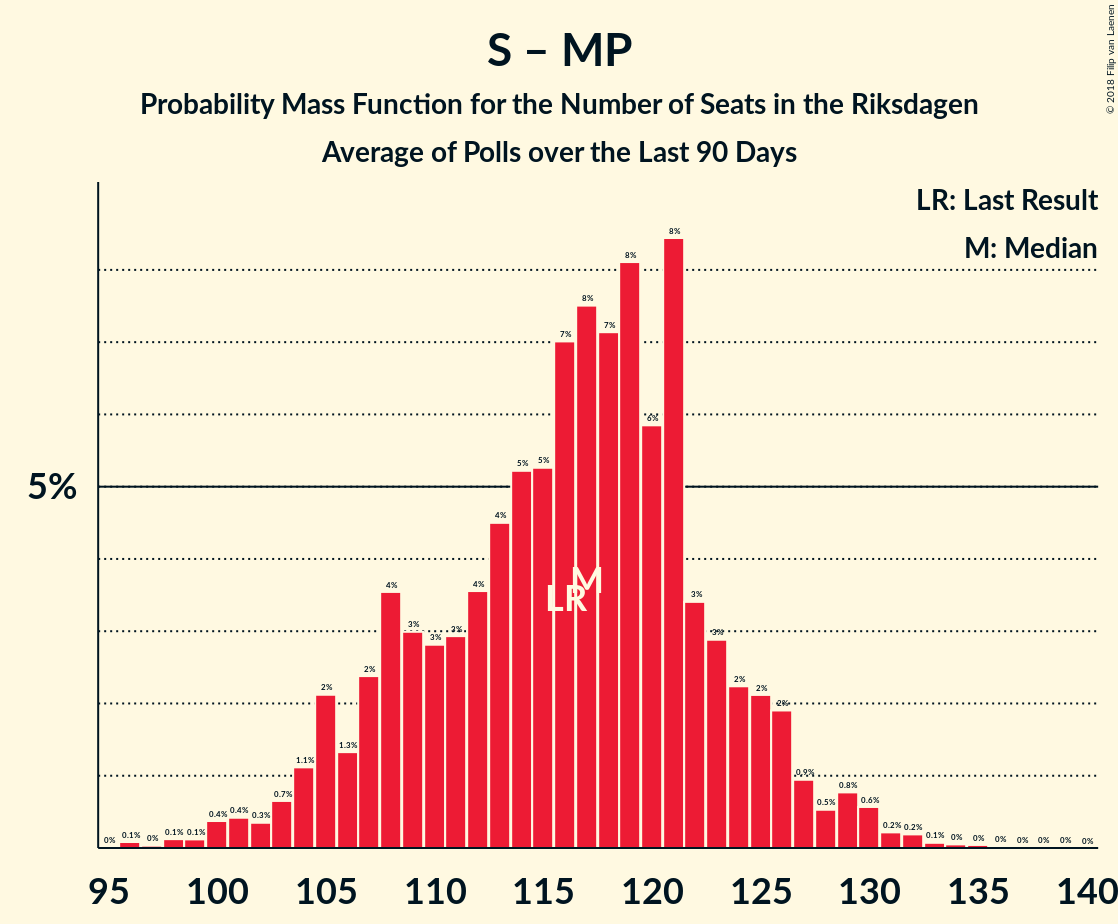 S – MP
Probability Mass Function for the Number of Seats in the Riksdagen
Average of Polls over the Last 90 Days
© 2018 Filip van Laenen
LR: Last Result
M: Median
5%
0% 0.1% 0% 0.1% 0.1% 0.4% 0.4% 0.3% 0.7% 1.1% 2% 1.3% 2% 4% 3% 3% 3% 4% 4% 5% 5% 7% 8% 7% 8% 6% 8% 3% 3% 2% 2% 2% 0.9% 0.5% 0.8% 0.6% 0.2% 0.2% 0.1% 0% 0% 0% 0% 0% 0% 0%
M
LR
95 100 105 110 115 120 125 130 135 140